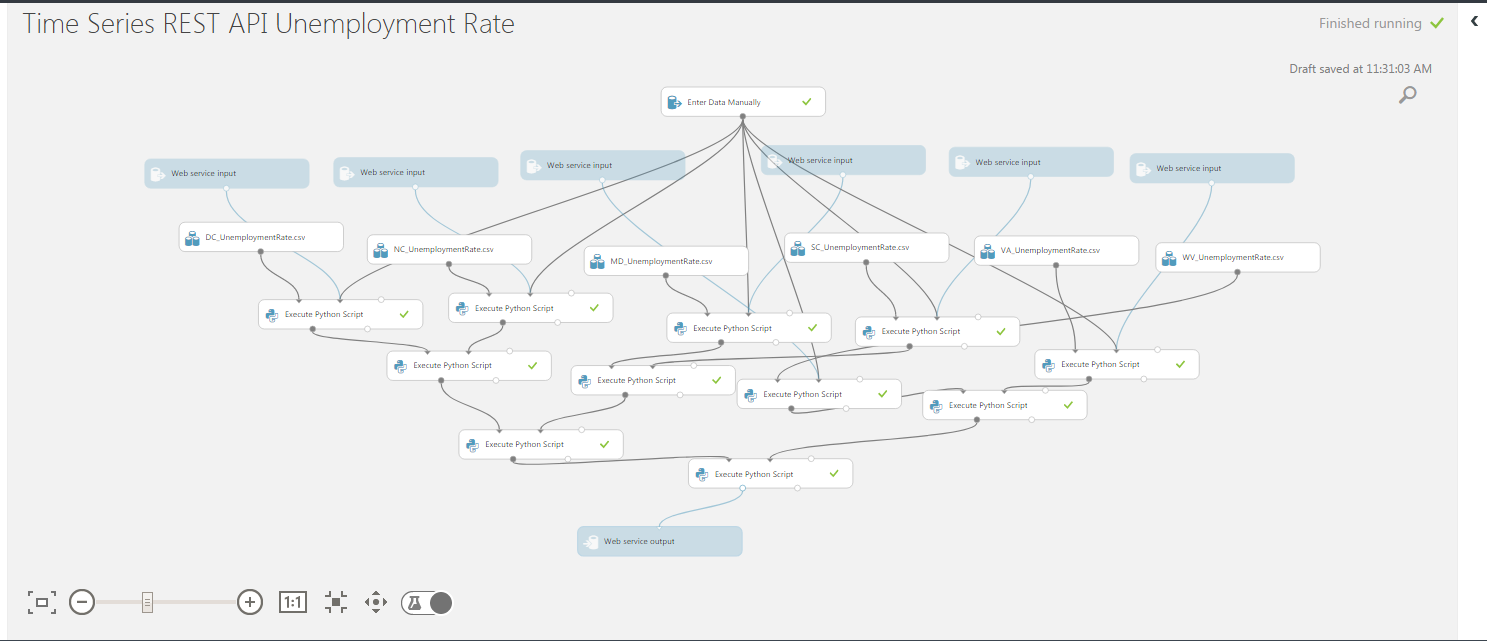 Time Series REST API Unemployment Rate
Finished running
Draft saved at 11:31:03 AM
Enter Data Manually
Web service input
Web service input
Web service input
Web service input
Web service input
Web service input
DC_UnemploymentRate.csv
NC_UnemploymentRate.csv
MD_UnemploymentRate.csv
SC_UnemploymentRate.csv
VA_UnemploymentRate.csv
WV_UnemploymentRate.csv
Execute Python Script
Execute Python Script
Execute Python Script
Execute Python Script
Execute Python Script
Execute Python Script
Execute Python Script
Execute Python Script
Execute Python Script
Execute Python Script
Execute Python Script
Web service output
1:1